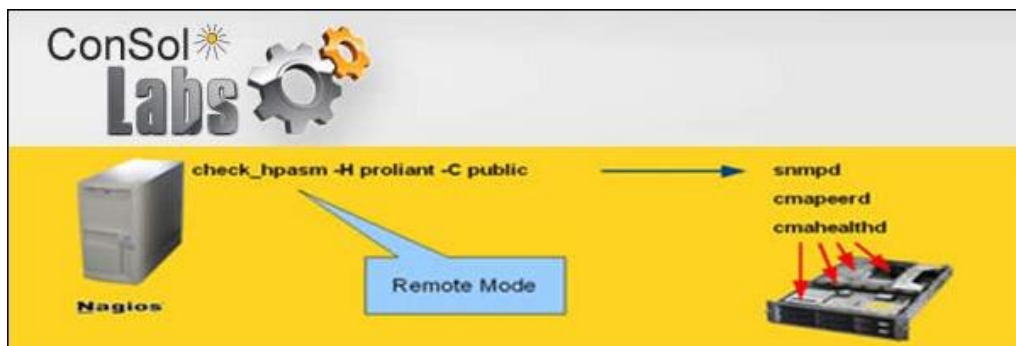 ConSol
Labs
check_hpasm -H proliant -C public
snmpd
cmapeerd
cmahealthd
Remote Mode
Nagios